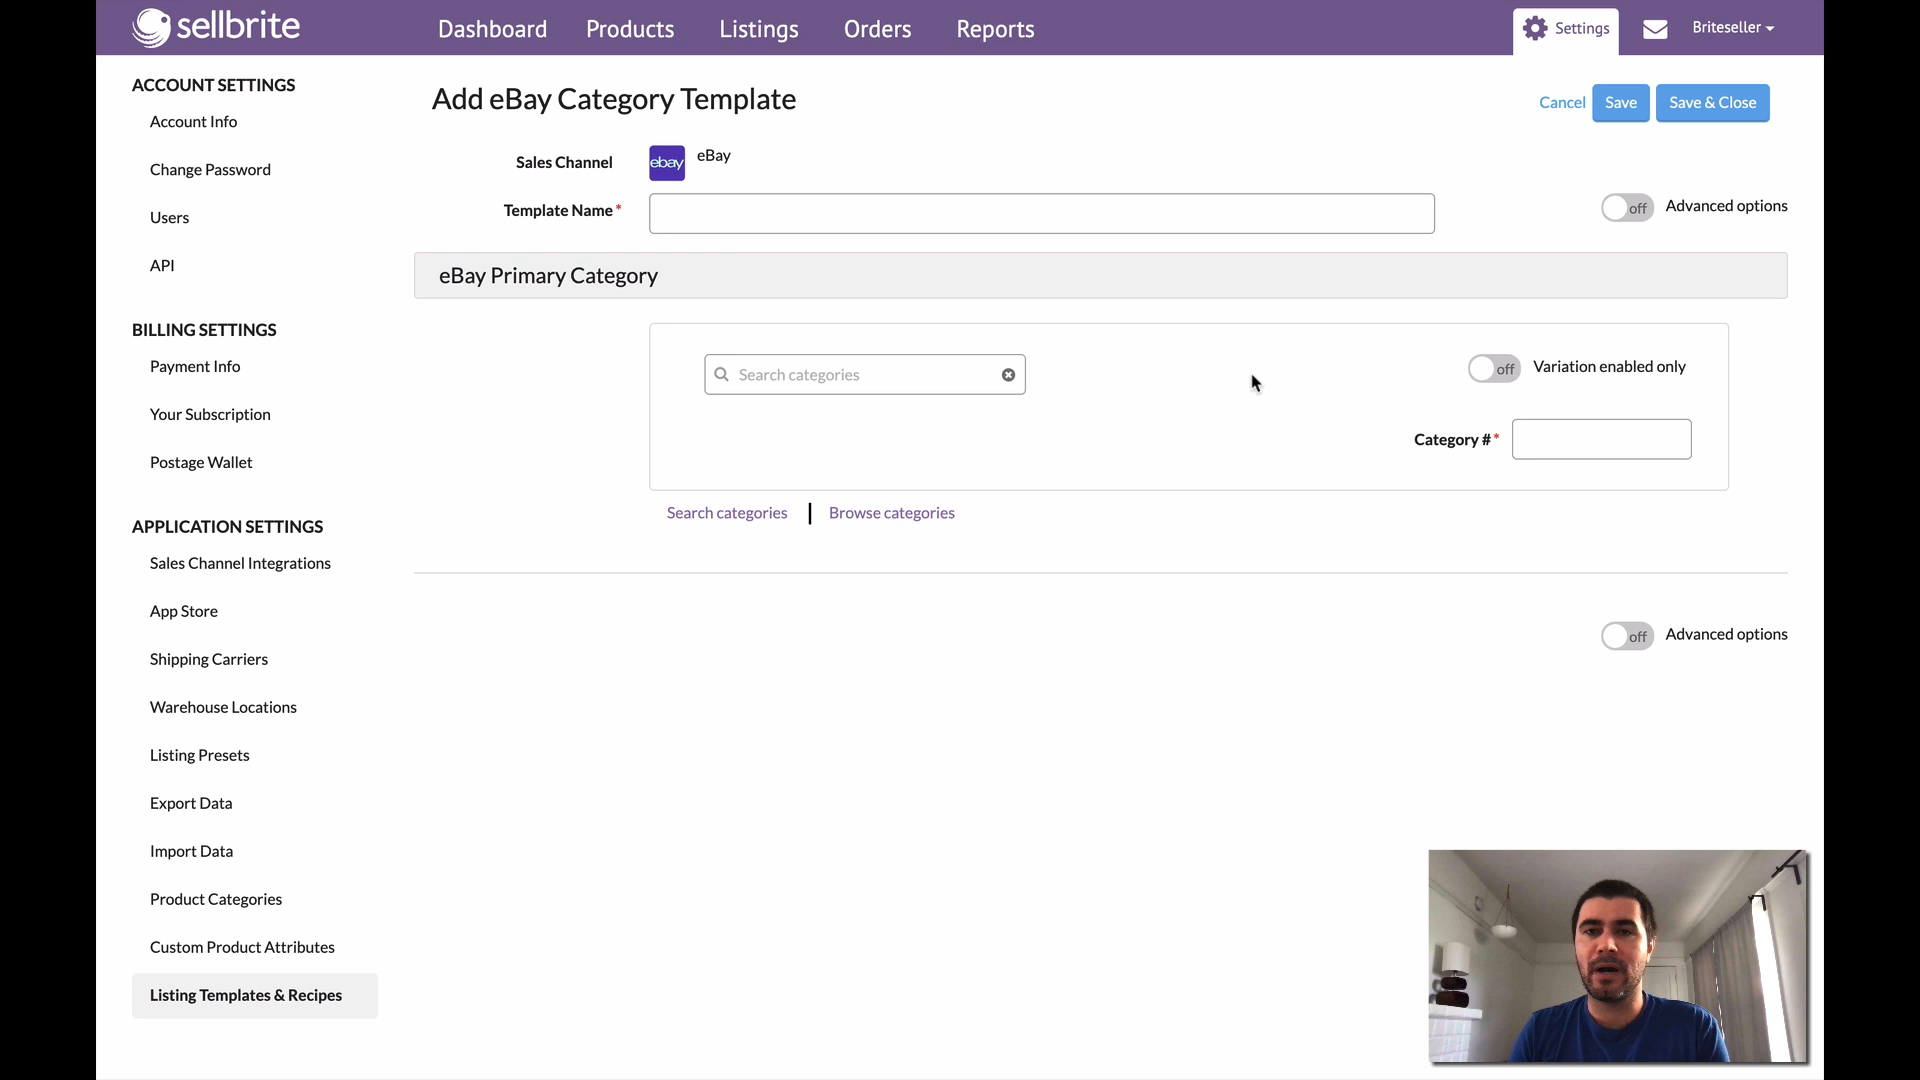 sellbrite
Dashboard
Products
Listings
Orders
Reports
Settings
Briteseller
ACCOUNT SETTINGS
Account Info
Change Password
Users
API
BILLING SETTINGS
Payment Info
Your Subscription
Postage Wallet
APPLICATION SETTINGS
Sales Channel Integrations
App Store
Shipping Carriers
Warehouse Locations
Listing Presets
Export Data
Import Data
Product Categories
Custom Product Attributes
Listing Templates & Recipes
Add eBay Category Template
Cancel
Save
Save & Close
Sales Channel
ebay
eBay
Template Name *
off
Advanced options
eBay Primary Category
Search categories
off
Variation enabled only
Category # *
Search categories | Browse categories
off
Advanced options